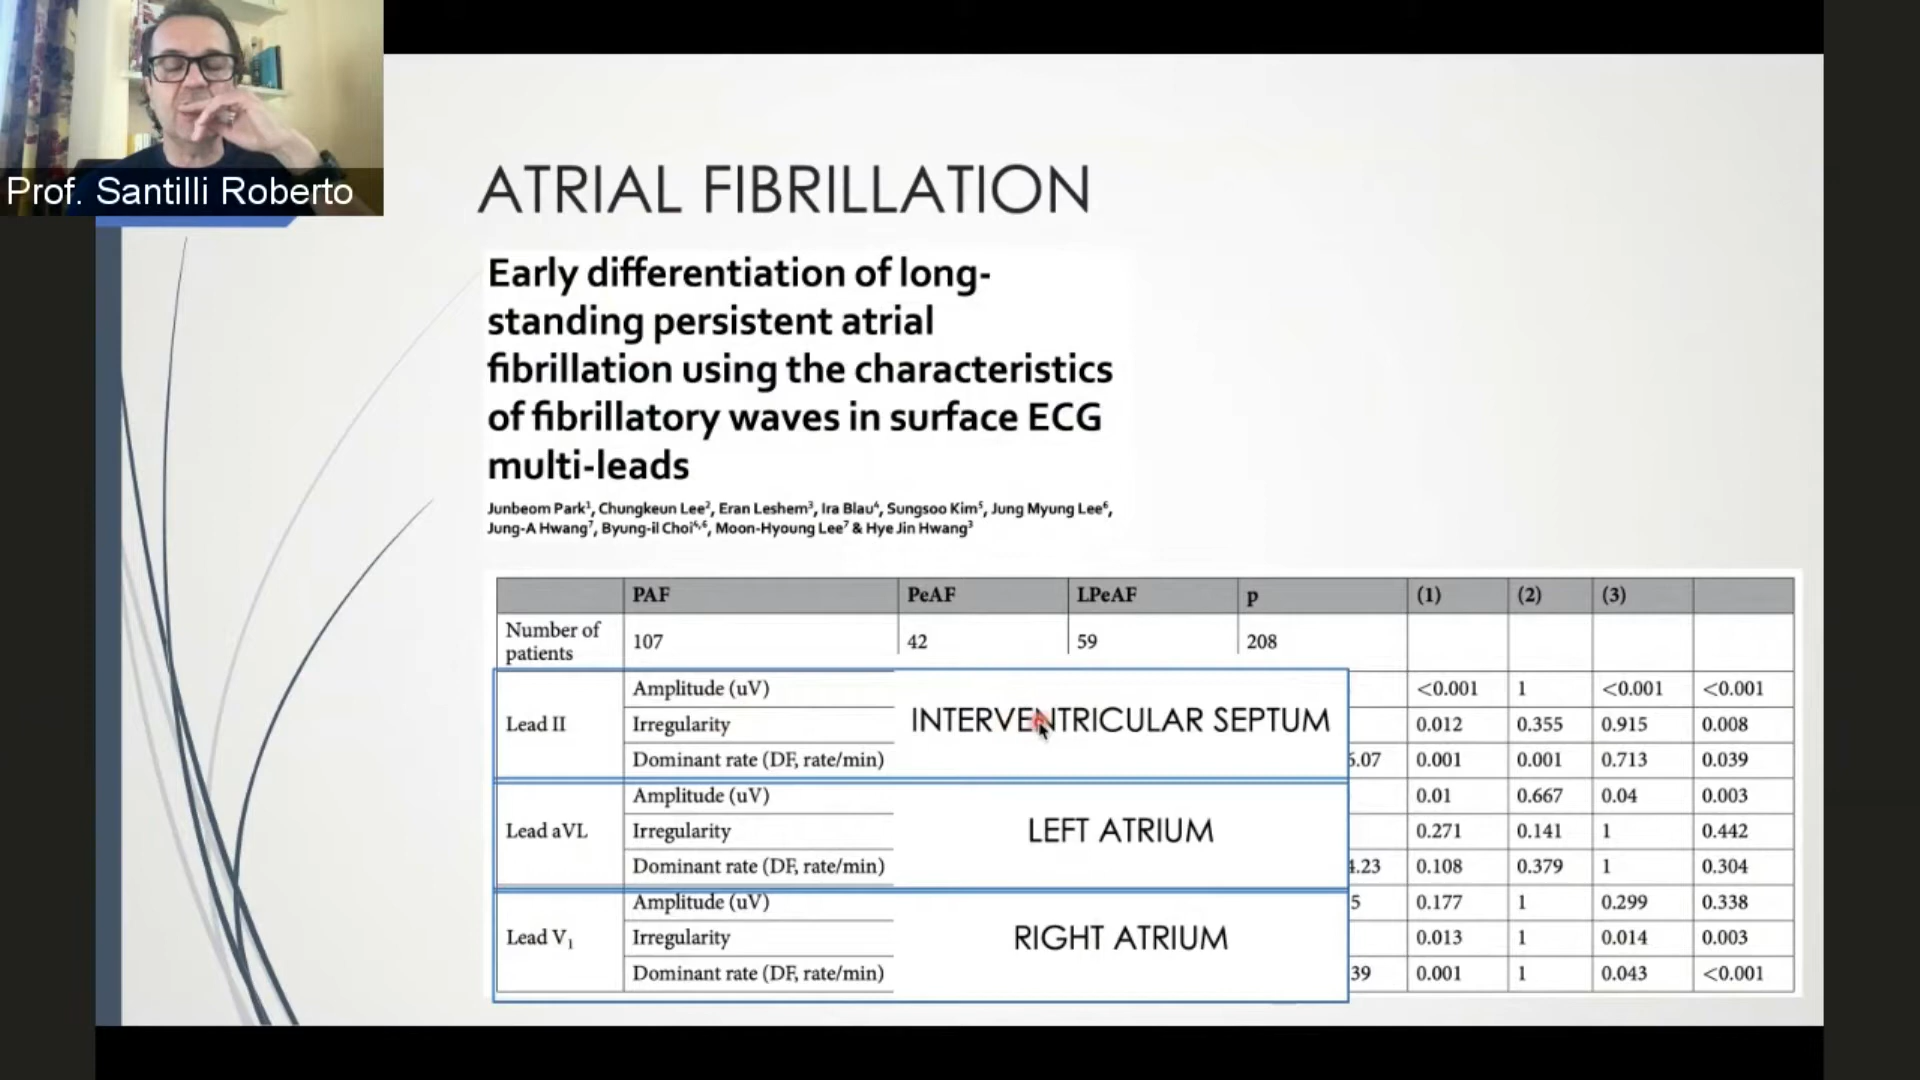 Prof. Santilli Roberto
ATRIAL FIBRILLATION
Early differentiation of long-
standing persistent atrial
fibrillation using the characteristics
of fibrillatory waves in surface ECG
multi-leads
Junbeom Park¹, Chungkeun Lee², Eran Leshem³, Ira Blau⁴, Sungsoo Kim⁵, Jung Myung Lee⁶,
Jung-A Hwang⁷, Byung-il Choi⁴,⁶, Moon-Hyoung Lee⁷ & Hye Jin Hwang³
PAF PeAF LPeAF p (1) (2) (3)
Number of patients 107 42 59 208
Lead II
Amplitude (uV) <0.001 1 <0.001 <0.001
Irregularity INTERVENTRICULAR SEPTUM 0.012 0.355 0.915 0.008
Dominant rate (DF, rate/min) 6.07 0.001 0.001 0.713 0.039
Lead aVL
Amplitude (uV) 0.01 0.667 0.04 0.003
Irregularity LEFT ATRIUM 0.271 0.141 1 0.442
Dominant rate (DF, rate/min) 4.23 0.108 0.379 1 0.304
Lead V₁
Amplitude (uV) 5 0.177 1 0.299 0.338
Irregularity RIGHT ATRIUM 0.013 1 0.014 0.003
Dominant rate (DF, rate/min) 39 0.001 1 0.043 <0.001